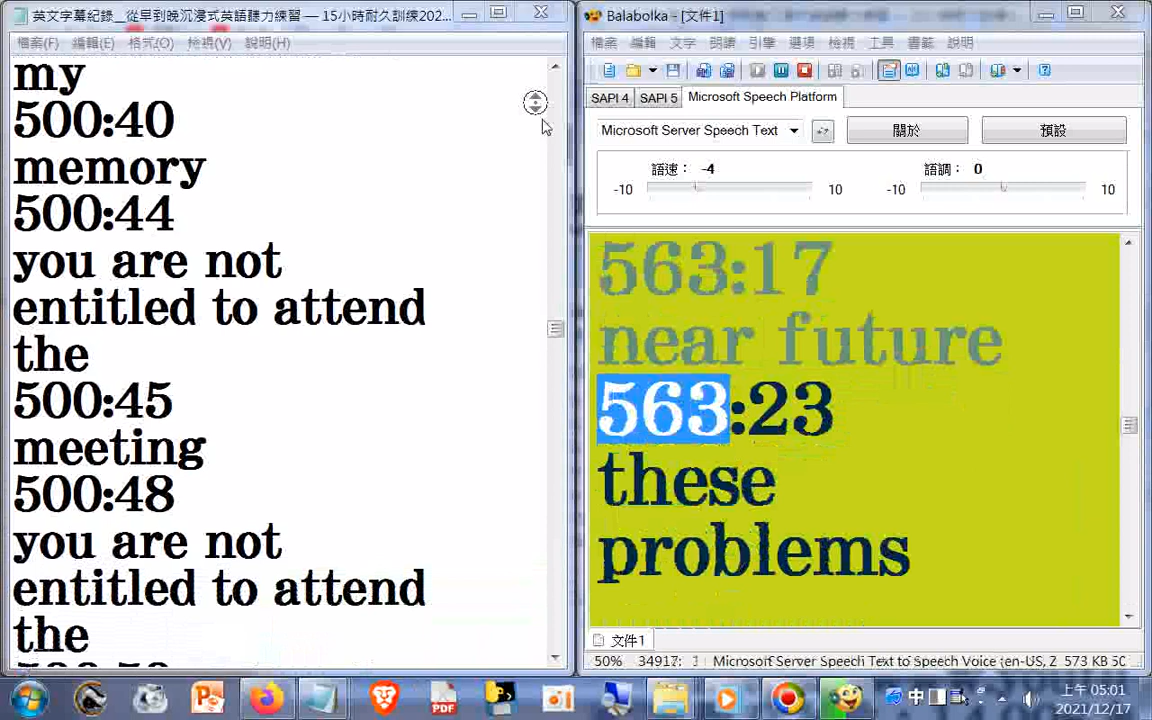 英文字幕紀錄__從早到晚沉浸式英語聽力練習 — 15小時耐久訓練202...
檔案(F) 編輯(E) 格式(O) 檢視(V) 說明(H)
my
500:40
memory
500:44
you are not
entitled to attend
the
500:45
meeting
500:48
you are not
entitled to attend
the
Balabolka - [文件1]
檔案 編輯 文字 朗讀 引擎 選項 檢視 工具 書籤 說明
SAPI 4 SAPI 5 Microsoft Speech Platform
Microsoft Server Speech Text 關於 預設
語速： -4 語調： 0
-10 10 -10 10
563:17
near future
563:23
these
problems
文件1
50% 34917: Microsoft Server Speech Text to Speech Voice (en-US, 2 573 KB
中 上午 05:01
2021/12/17